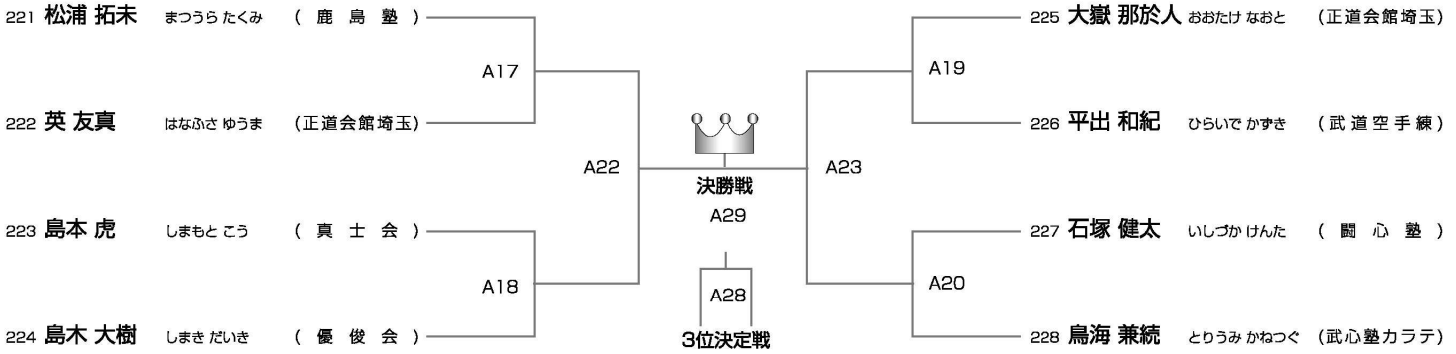 221 松浦 拓未 まつうら たくみ (鹿島塾)
A17
222 英 友真 はなふさ ゆうま (正道会館埼玉)
A22
223 島本 虎 しまもと こう (真士会)
A18
224 島木 大樹 しまき だいき (優俊会)
決勝戦
A29
A28
3位決定戦
225 大嶽 那於人 おおたけ なおと (正道会館埼玉)
A19
226 平出 和紀 ひらいで かずき (武道空手練)
A23
227 石塚 健太 いしづか けんた (闘心塾)
A20
228 鳥海 兼続 とりうみ かねつぐ (武心塾カラテ)